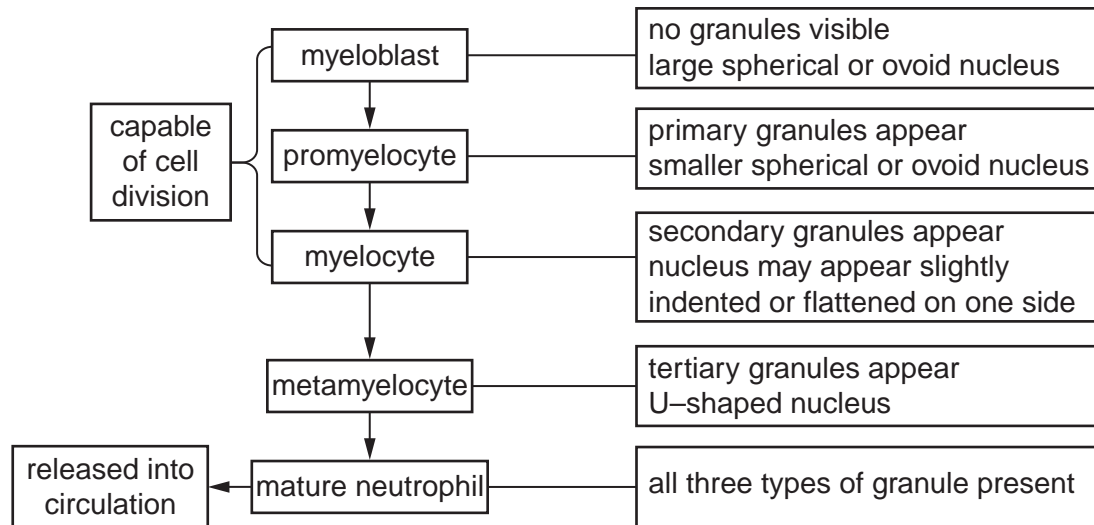 myeloblast
no granules visible
large spherical or ovoid nucleus
capable
of cell
division
promyelocyte
primary granules appear
smaller spherical or ovoid nucleus
myelocyte
secondary granules appear
nucleus may appear slightly
indented or flattened on one side
metamyelocyte
tertiary granules appear
U–shaped nucleus
released into
circulation
mature neutrophil
all three types of granule present